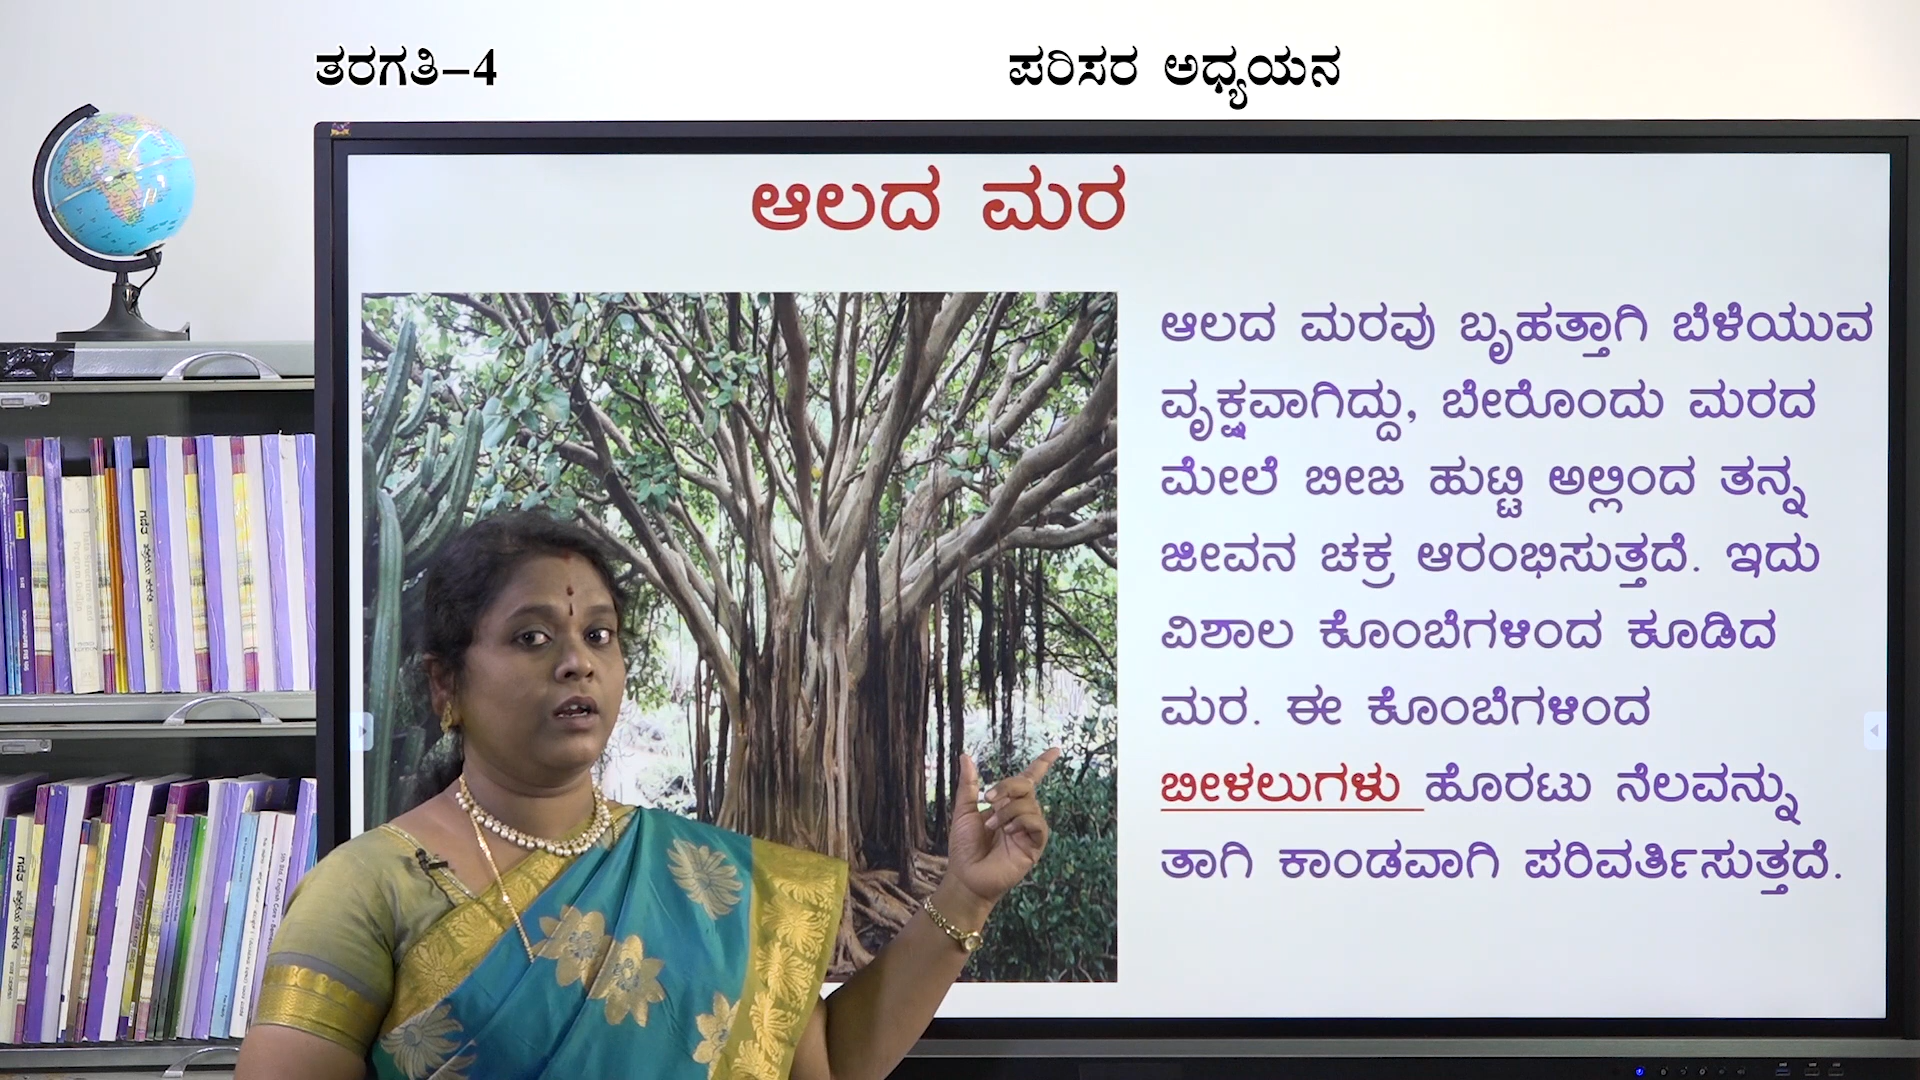 ತರಗತಿ-4
ಪರಿಸರ ಅಧ್ಯಯನ
ಆಲದ ಮರ
ಆಲದ ಮರವು ಬೃಹತ್ತಾಗಿ ಬೆಳೆಯುವ
ವೃಕ್ಷವಾಗಿದ್ದು, ಬೇರೊಂದು ಮರದ
ಮೇಲೆ ಬೀಜ ಹುಟ್ಟಿ ಅಲ್ಲಿಂದ ತನ್ನ
ಜೀವನ ಚಕ್ರ ಆರಂಭಿಸುತ್ತದೆ. ಇದು
ವಿಶಾಲ ಕೊಂಬೆಗಳಿಂದ ಕೂಡಿದ
ಮರ. ಈ ಕೊಂಬೆಗಳಿಂದ
ಬೀಳಲುಗಳು ಹೊರಟು ನೆಲವನ್ನು
ತಾಗಿ ಕಾಂಡವಾಗಿ ಪರಿವರ್ತಿಸುತ್ತದೆ.